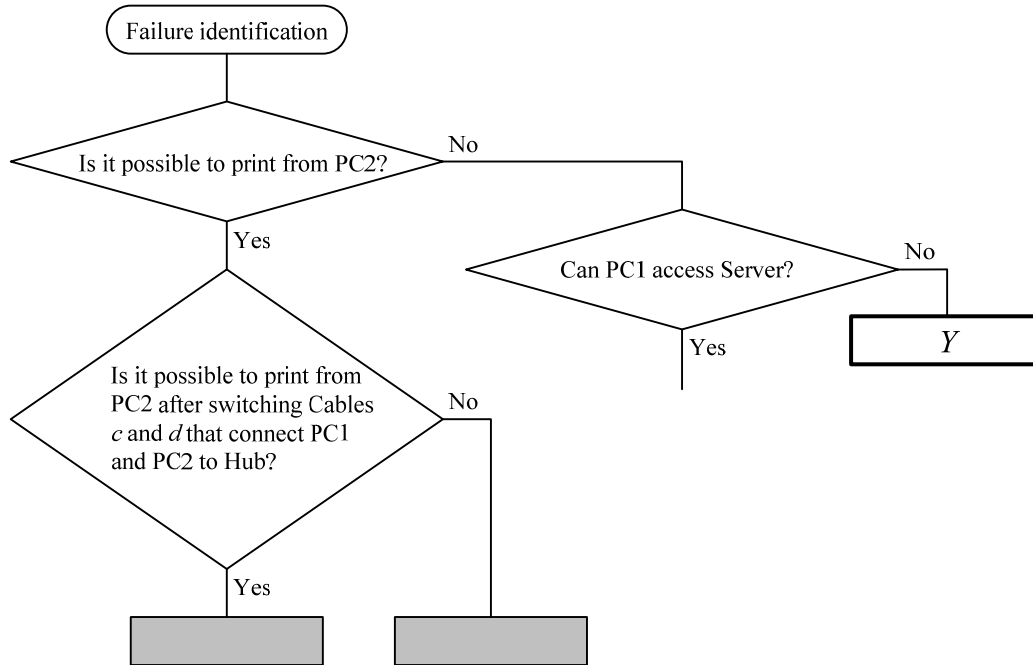 Failure identification
Is it possible to print from PC2?
No
Yes
Can PC1 access Server?
No
Y
Yes
Is it possible to print from
PC2 after switching Cables
c and d that connect PC1
and PC2 to Hub?
No
Yes